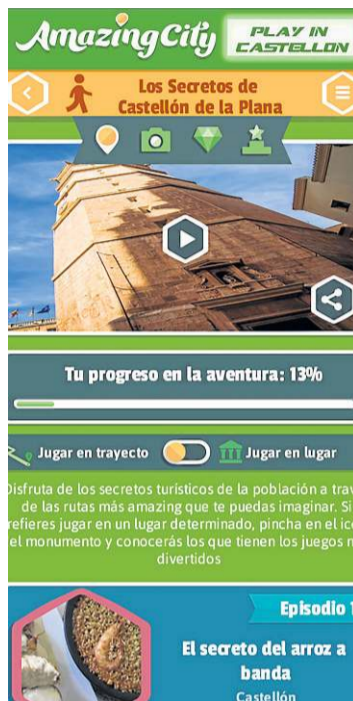 AmazingCity
PLAY IN
CASTELLON
Los Secretos de
Castellón de la Plana
Tu progreso en la aventura: 13%
Jugar en trayecto
Jugar en lugar
Disfruta de los secretos turísticos de la población a trav
de las rutas más amazing que te puedas imaginar. Si
refieres jugar en un lugar determinado, pincha en el ico
el monumento y conocerás los que tienen los juegos m
divertidos
Episodio 1
El secreto del arroz a
banda
Castellón